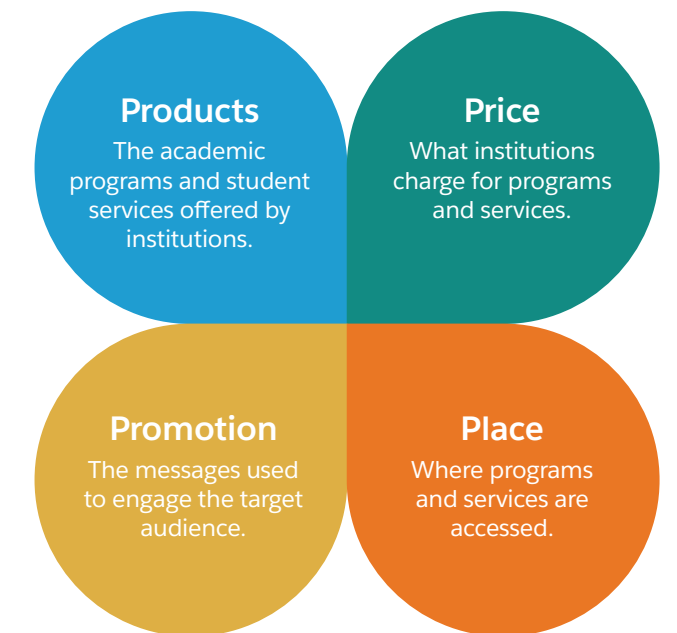 Products
The academic
programs and student
services offered by
institutions.
Price
What institutions
charge for programs
and services.
Promotion
The messages used
to engage the target
audience.
Place
Where programs
and services are
accessed.